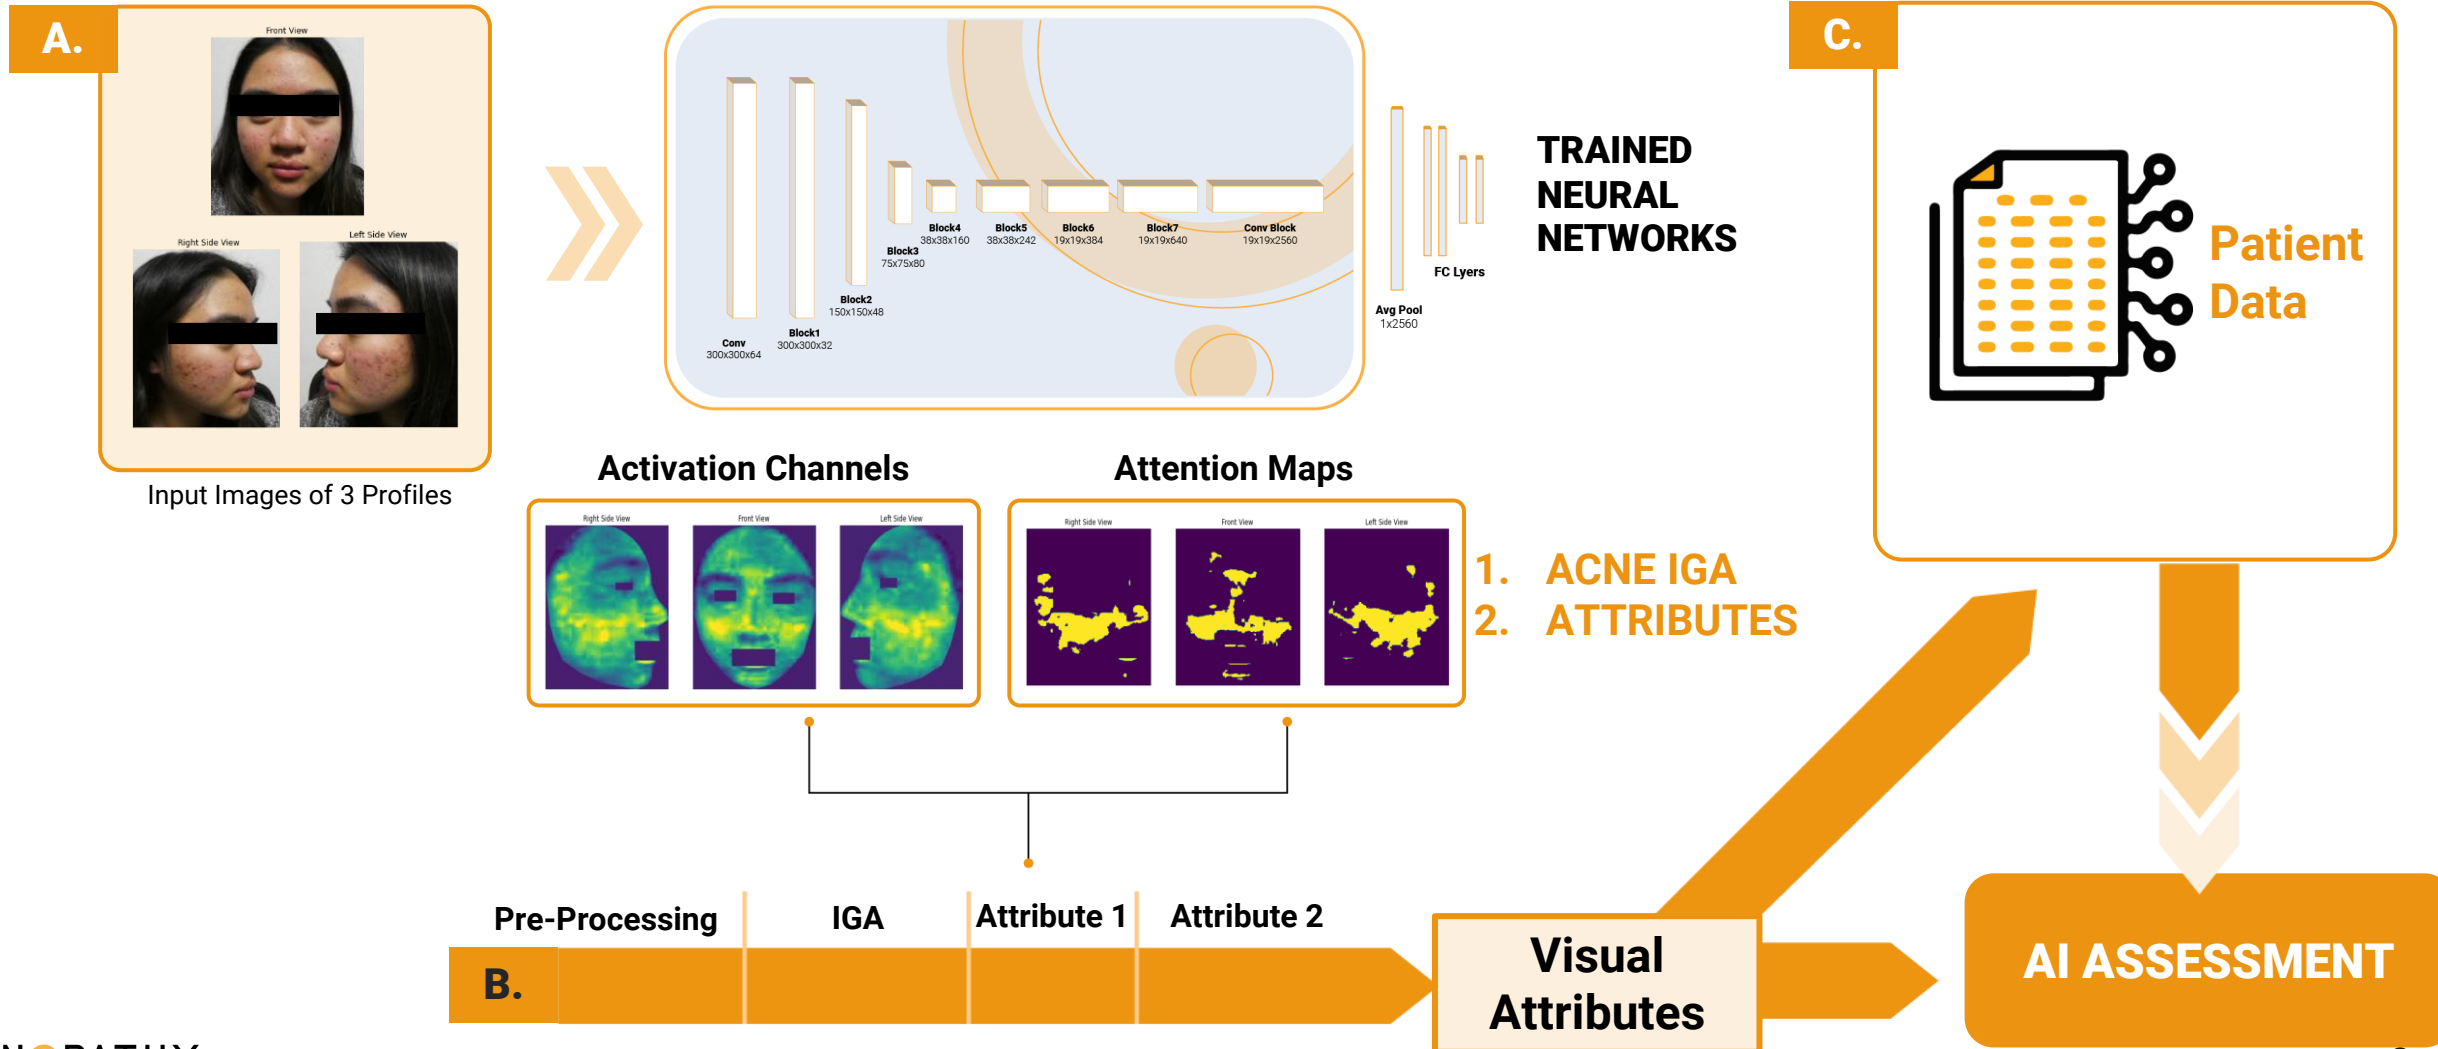 A.
Front View
Right Side View
Left Side View
Input Images of 3 Profiles
Conv
300x300x64
Block1
300x300x32
Block2
150x150x48
Block3
75x75x80
Block4
38x38x160
Block5
38x38x242
Block6
19x19x384
Block7
19x19x640
Conv Block
19x19x2560
Avg Pool
1x2560
FC Lyers
TRAINED
NEURAL
NETWORKS
Activation Channels
Right Side View
Front View
Left Side View
Attention Maps
Right Side View
Front View
Left Side View
1. ACNE IGA
2. ATTRIBUTES
Pre-Processing
IGA
Attribute 1
Attribute 2
B.
Visual
Attributes
C.
Patient
Data
AI ASSESSMENT